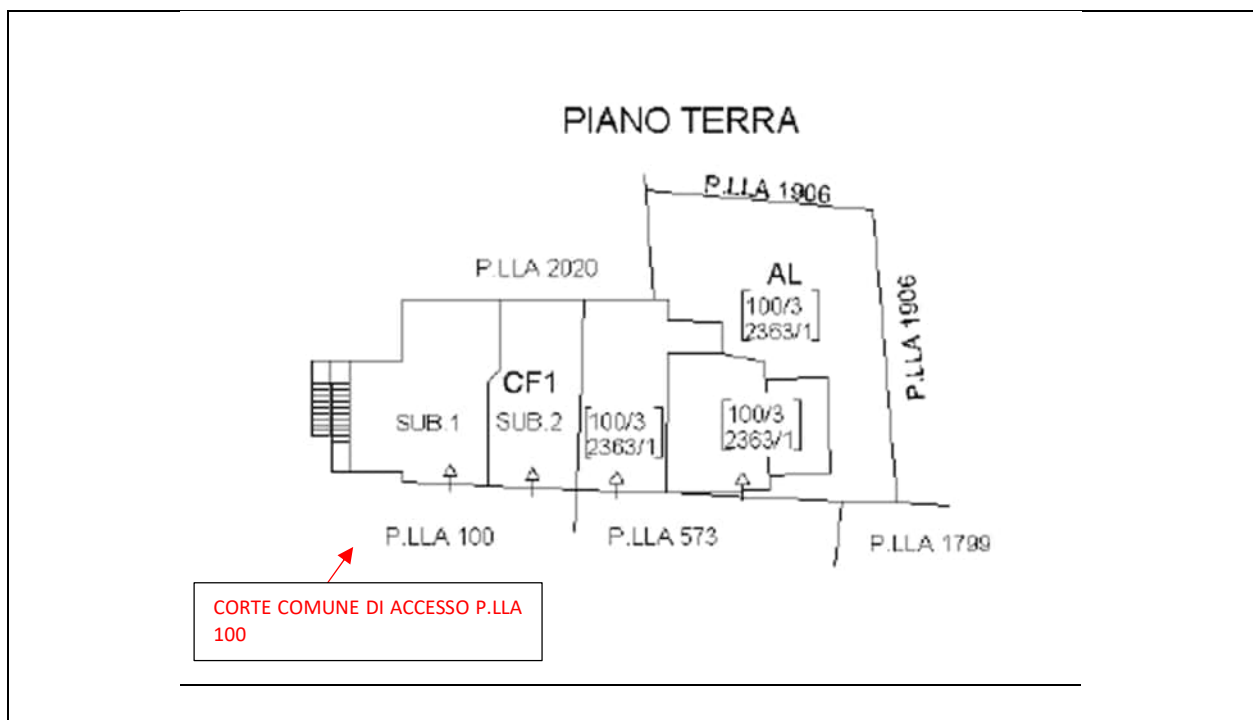 PIANO TERRA
P.LLA 1906
P.LLA 2020
AL
100/3
2363/1
P.LLA 1906
CF1
SUB.1
SUB.2
100/3
2363/1
100/3
2363/1
P.LLA 100
P.LLA 573
P.LLA 1799
CORTE COMUNE DI ACCESSO P.LLA
100